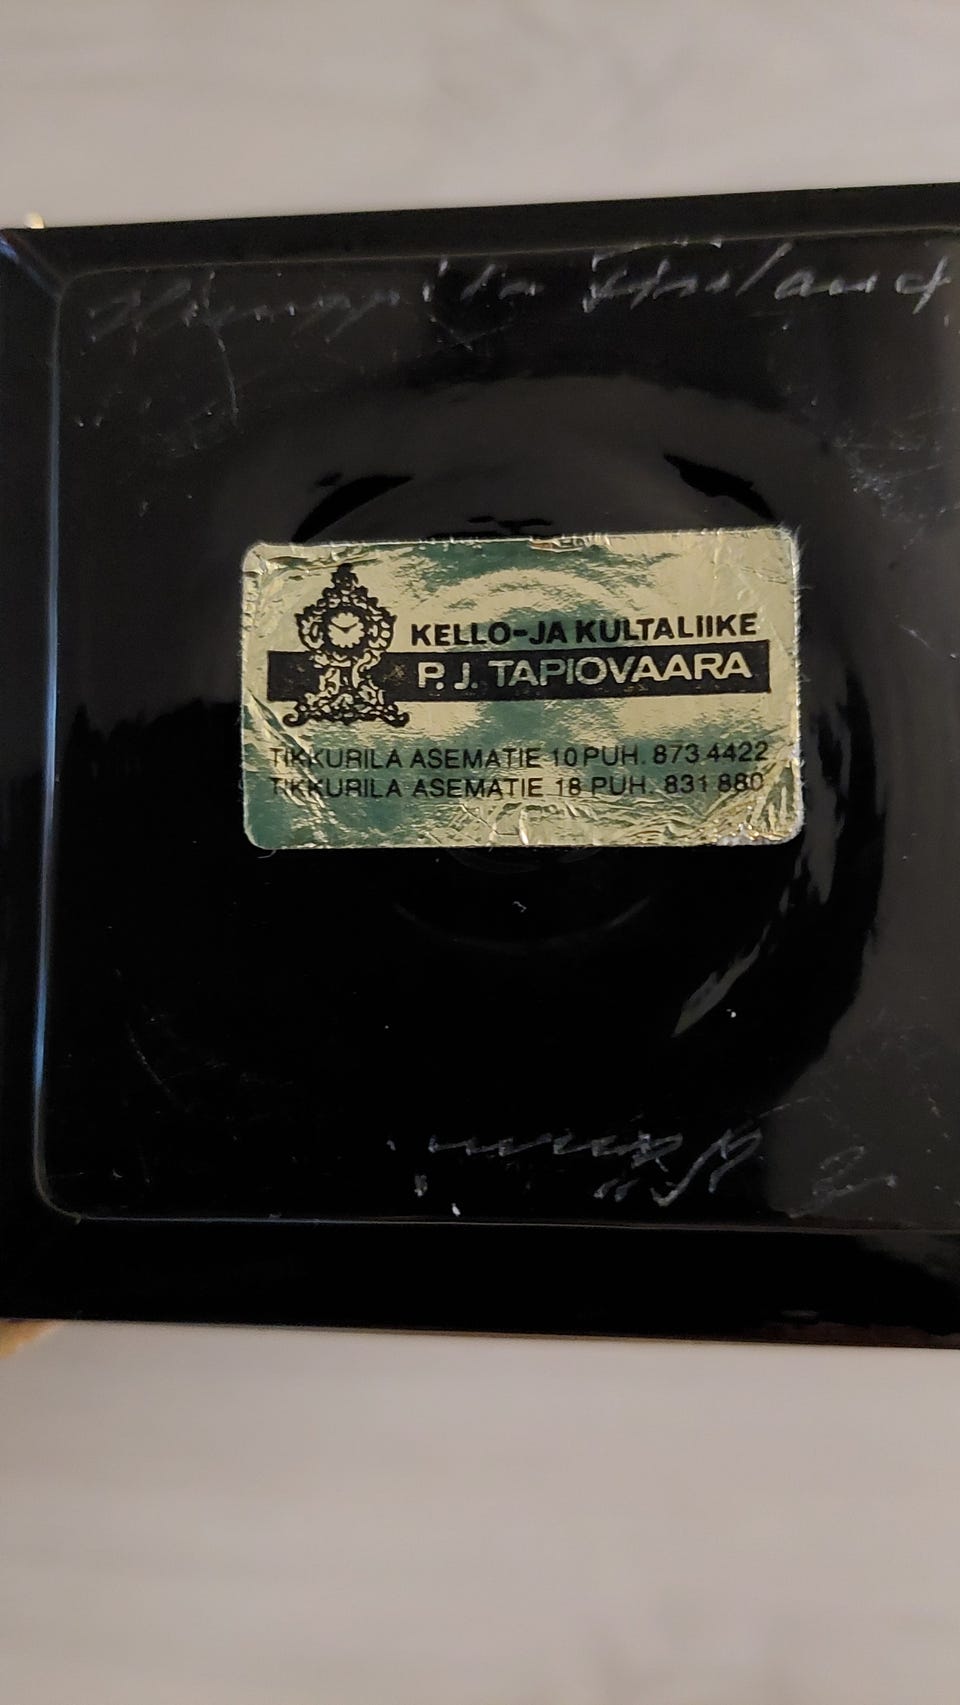 Finland
KELLO-JA KULTALIIKE
P. J. TAPIOVAARA
TIKKURILA ASEMATIE 10 PUH. 873 4422
TIKKURILA ASEMATIE 18 PUH. 831 880